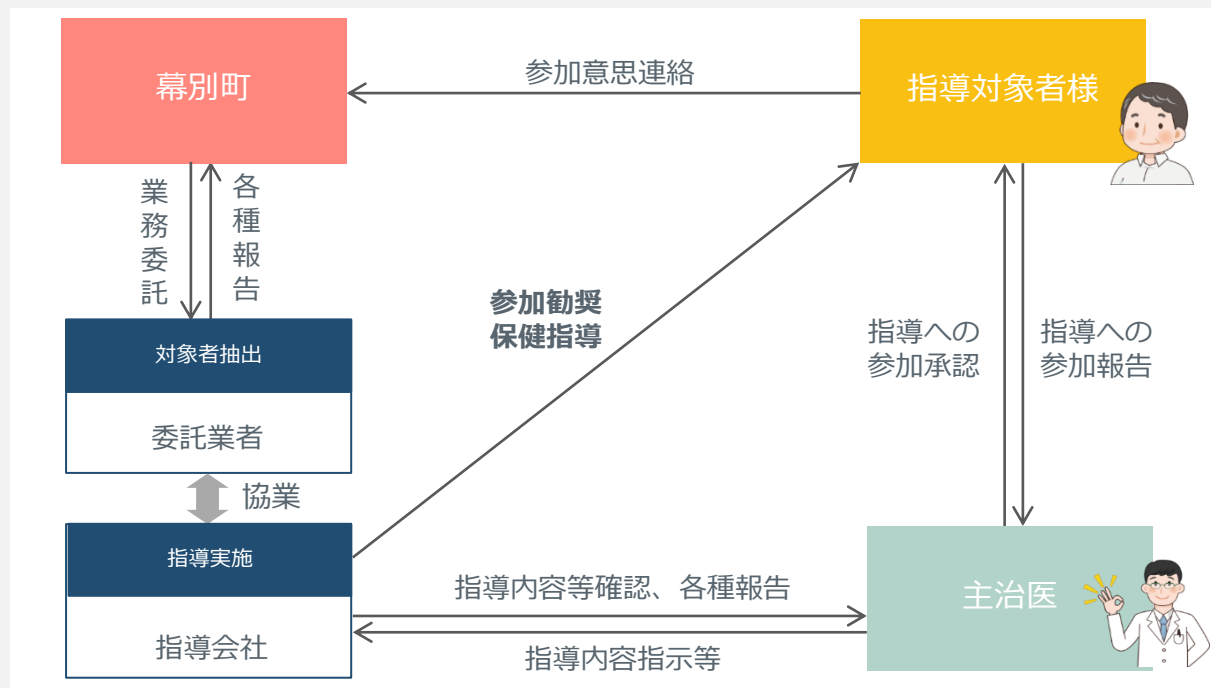 幕別町
参加意思連絡
指導対象者様
業務委託
各種報告
対象者抽出
委託業者
協業
指導実施
指導会社
参加勧奨
保健指導
指導への
参加承認
指導への
参加報告
指導内容等確認、各種報告
指導内容指示等
主治医